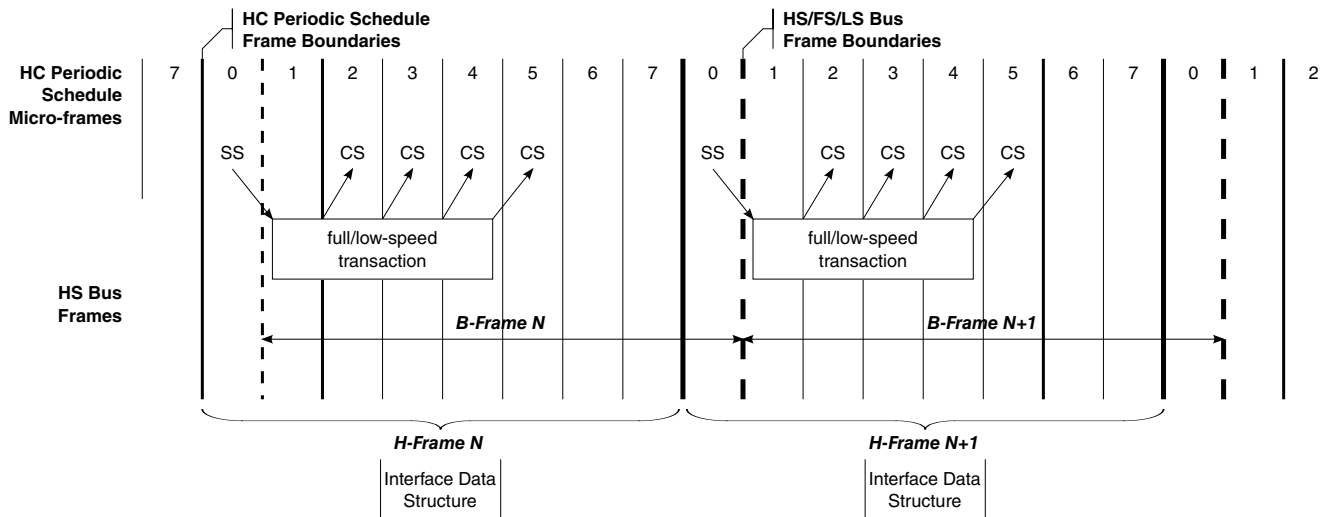 HC Periodic Schedule
Frame Boundaries
HS/FS/LS Bus
Frame Boundaries
HC Periodic
Schedule
Micro-frames
7 0 1 2 3 4 5 6 7 0 1 2 3 4 5 6 7 0 1 2
SS CS CS CS CS SS CS CS CS CS
full/low-speed
transaction
full/low-speed
transaction
HS Bus
Frames
B-Frame N
B-Frame N+1
H-Frame N
H-Frame N+1
Interface Data
Structure
Interface Data
Structure